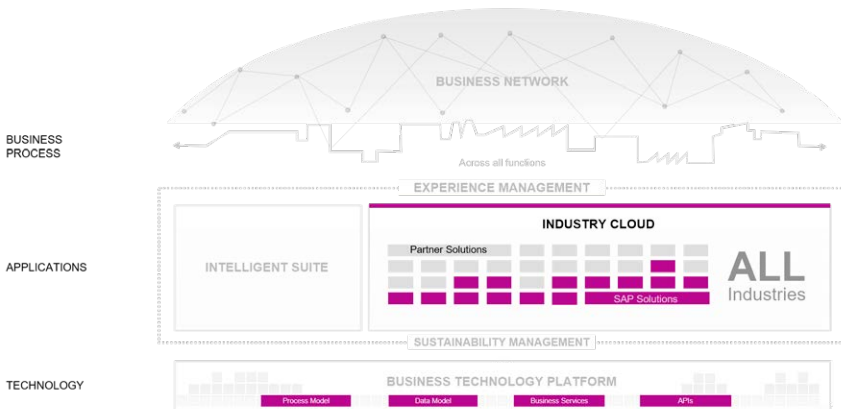 BUSINESS NETWORK
BUSINESS
PROCESS
Across all functions
EXPERIENCE MANAGEMENT
INDUSTRY CLOUD
Partner Solutions
APPLICATIONS
INTELLIGENT SUITE
ALL
Industries
SAP Solutions
SUSTAINABILITY MANAGEMENT
TECHNOLOGY
BUSINESS TECHNOLOGY PLATFORM
Process Model
Data Model
Business Services
APIs